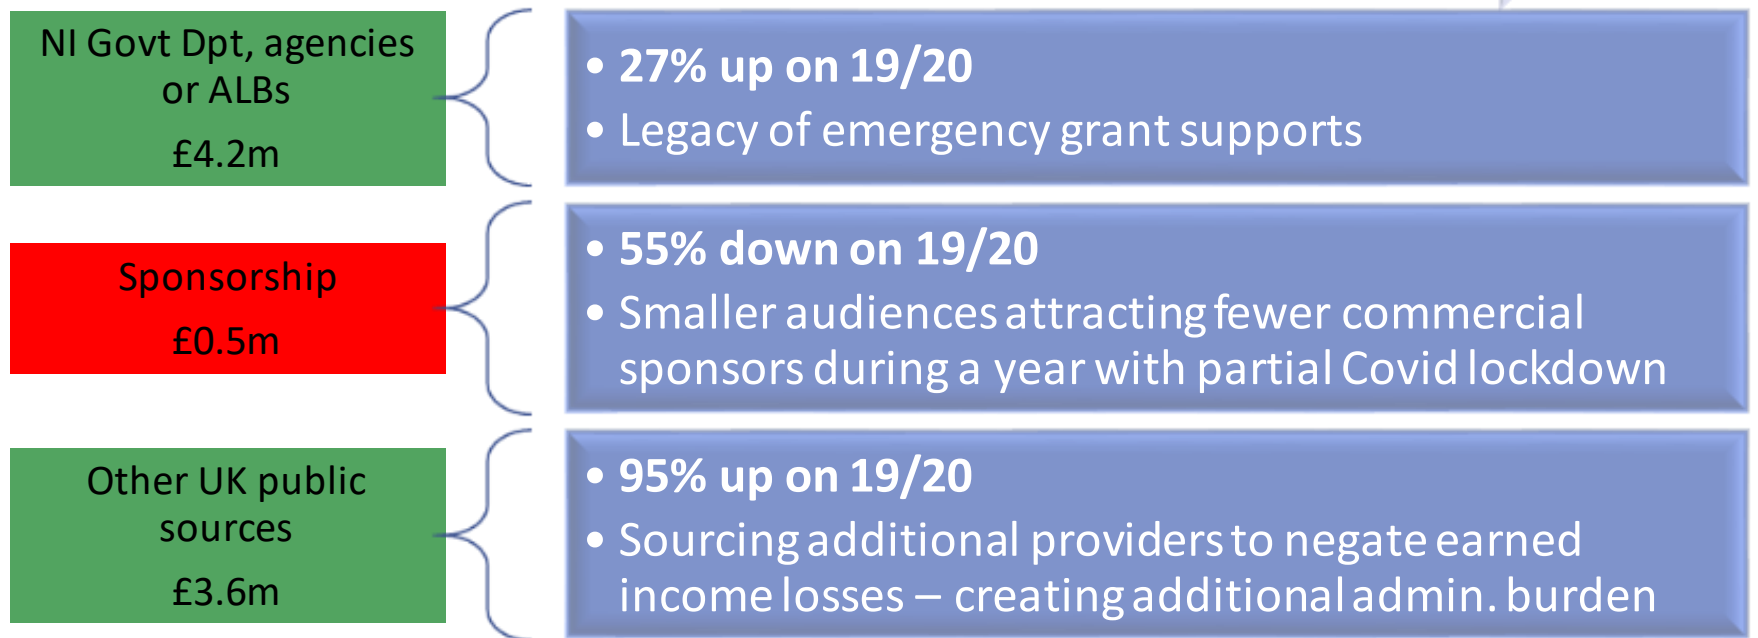 NI Govt Dpt, agencies
or ALBs
£4.2m
• 27% up on 19/20
• Legacy of emergency grant supports
Sponsorship
£0.5m
• 55% down on 19/20
• Smaller audiences attracting fewer commercial
sponsors during a year with partial Covid lockdown
Other UK public
sources
£3.6m
• 95% up on 19/20
• Sourcing additional providers to negate earned
income losses – creating additional admin. burden